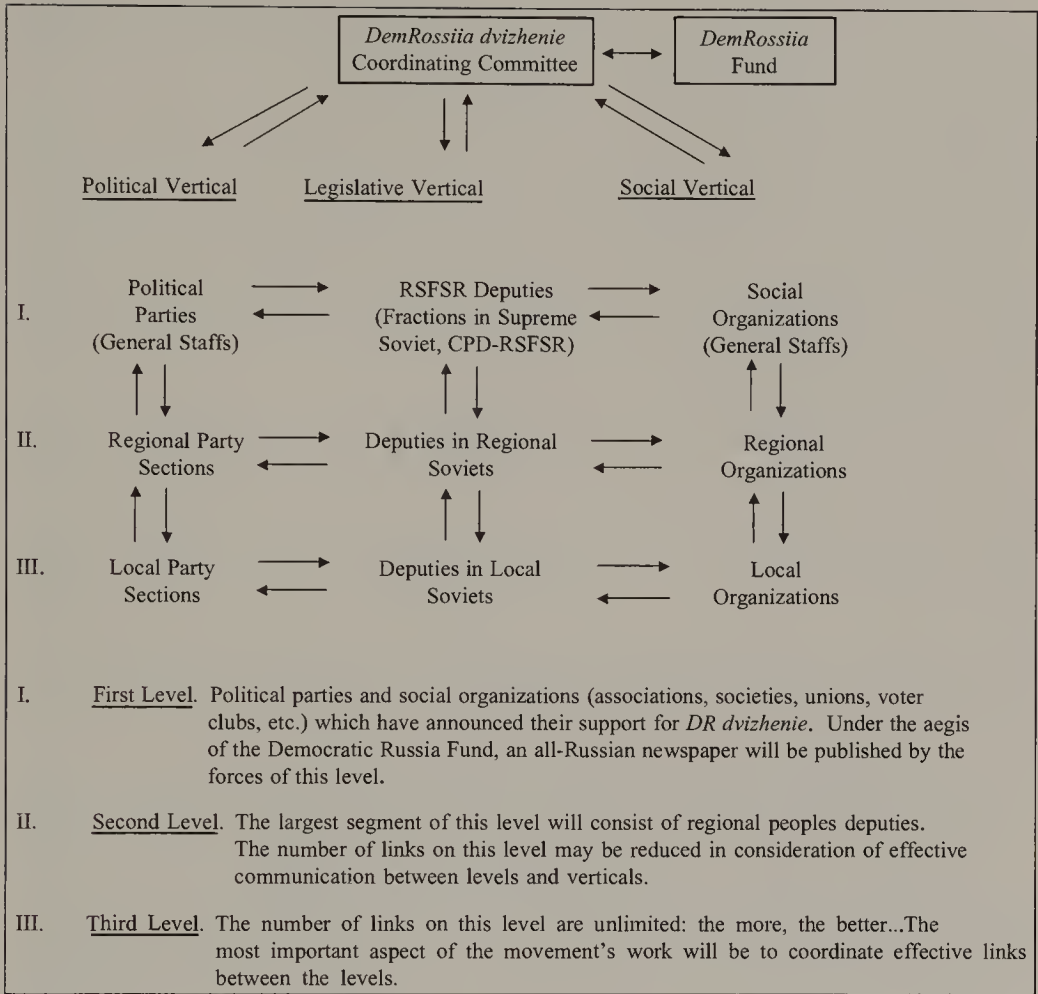 DemRossiia dvizhenie
Coordinating Committee
DemRossiia
Fund
Political Vertical
Legislative Vertical
Social Vertical
I.
Political
Parties
(General Staffs)
RSFSR Deputies
(Fractions in Supreme
Soviet, CPD-RSFSR)
Social
Organizations
(General Staffs)
II.
Regional Party
Sections
Deputies in Regional
Soviets
Regional
Organizations
III.
Local Party
Sections
Deputies in Local
Soviets
Local
Organizations
I. First Level. Political parties and social organizations (associations, societies, unions, voter
clubs, etc.) which have announced their support for DR dvizhenie. Under the aegis
of the Democratic Russia Fund, an all-Russian newspaper will be published by the
forces of this level.
II. Second Level. The largest segment of this level will consist of regional peoples deputies.
The number of links on this level may be reduced in consideration of effective
communication between levels and verticals.
III. Third Level. The number of links on this level are unlimited: the more, the better...The
most important aspect of the movement's work will be to coordinate effective links
between the levels.